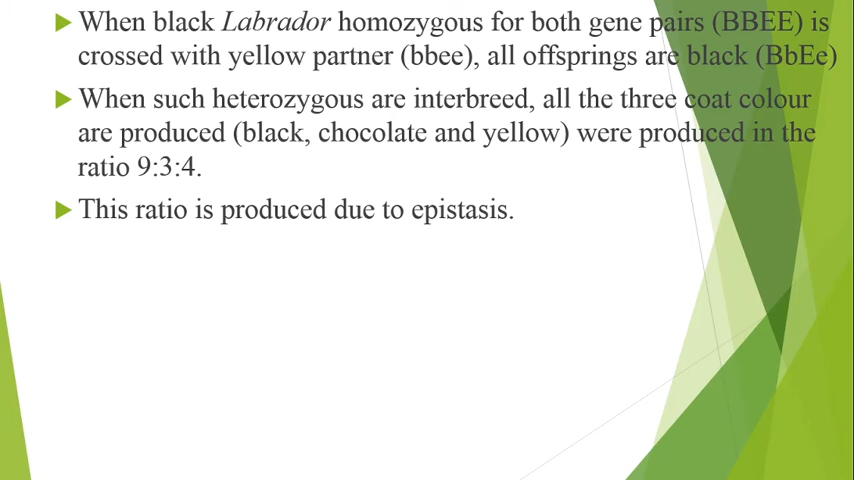 When black Labrador homozygous for both gene pairs (BBEE) is
crossed with yellow partner (bbee), all offsprings are black (BbEe)
When such heterozygous are interbreed, all the three coat colour
are produced (black, chocolate and yellow) were produced in the
ratio 9:3:4.
This ratio is produced due to epistasis.